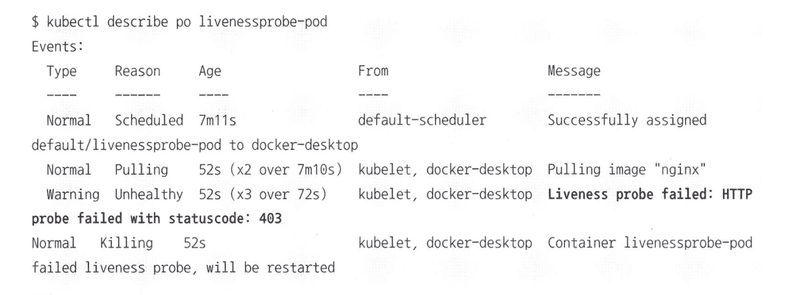 $ kubectl describe po livenessprobe-pod
Events:
Type Reason Age From Message
---- ------ ---- ---- -------
Normal Scheduled 7m11s default-scheduler Successfully assigned
default/livenessprobe-pod to docker-desktop
Normal Pulling 52s (x2 over 7m10s) kubelet, docker-desktop Pulling image "nginx"
Warning Unhealthy 52s (x3 over 72s) kubelet, docker-desktop Liveness probe failed: HTTP
probe failed with statuscode: 403
Normal Killing 52s kubelet, docker-desktop Container livenessprobe-pod
failed liveness probe, will be restarted